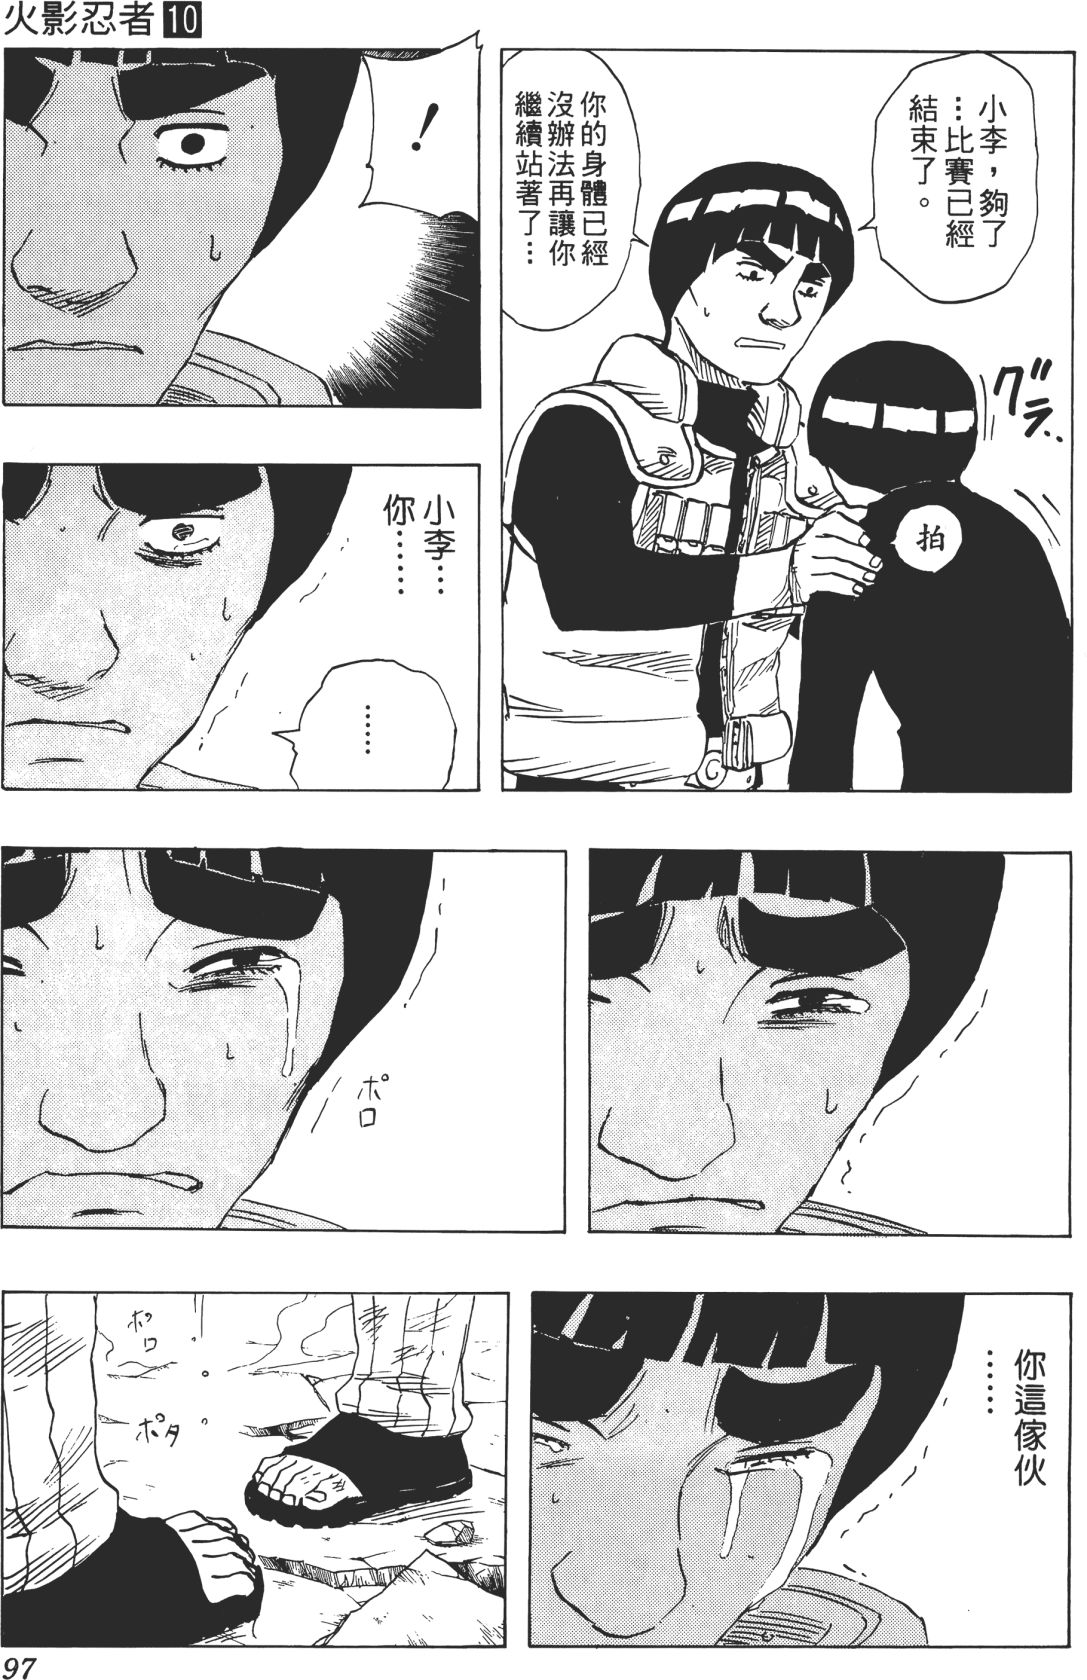 火影忍者 10
小李，夠了
…比賽已經
結束了。
你的身體已經
沒辦法再讓你
繼續站著了…
グラ…
拍
！
小李…
你……
……
ポロ
你這傢伙
……
ポロ
ポタ
97